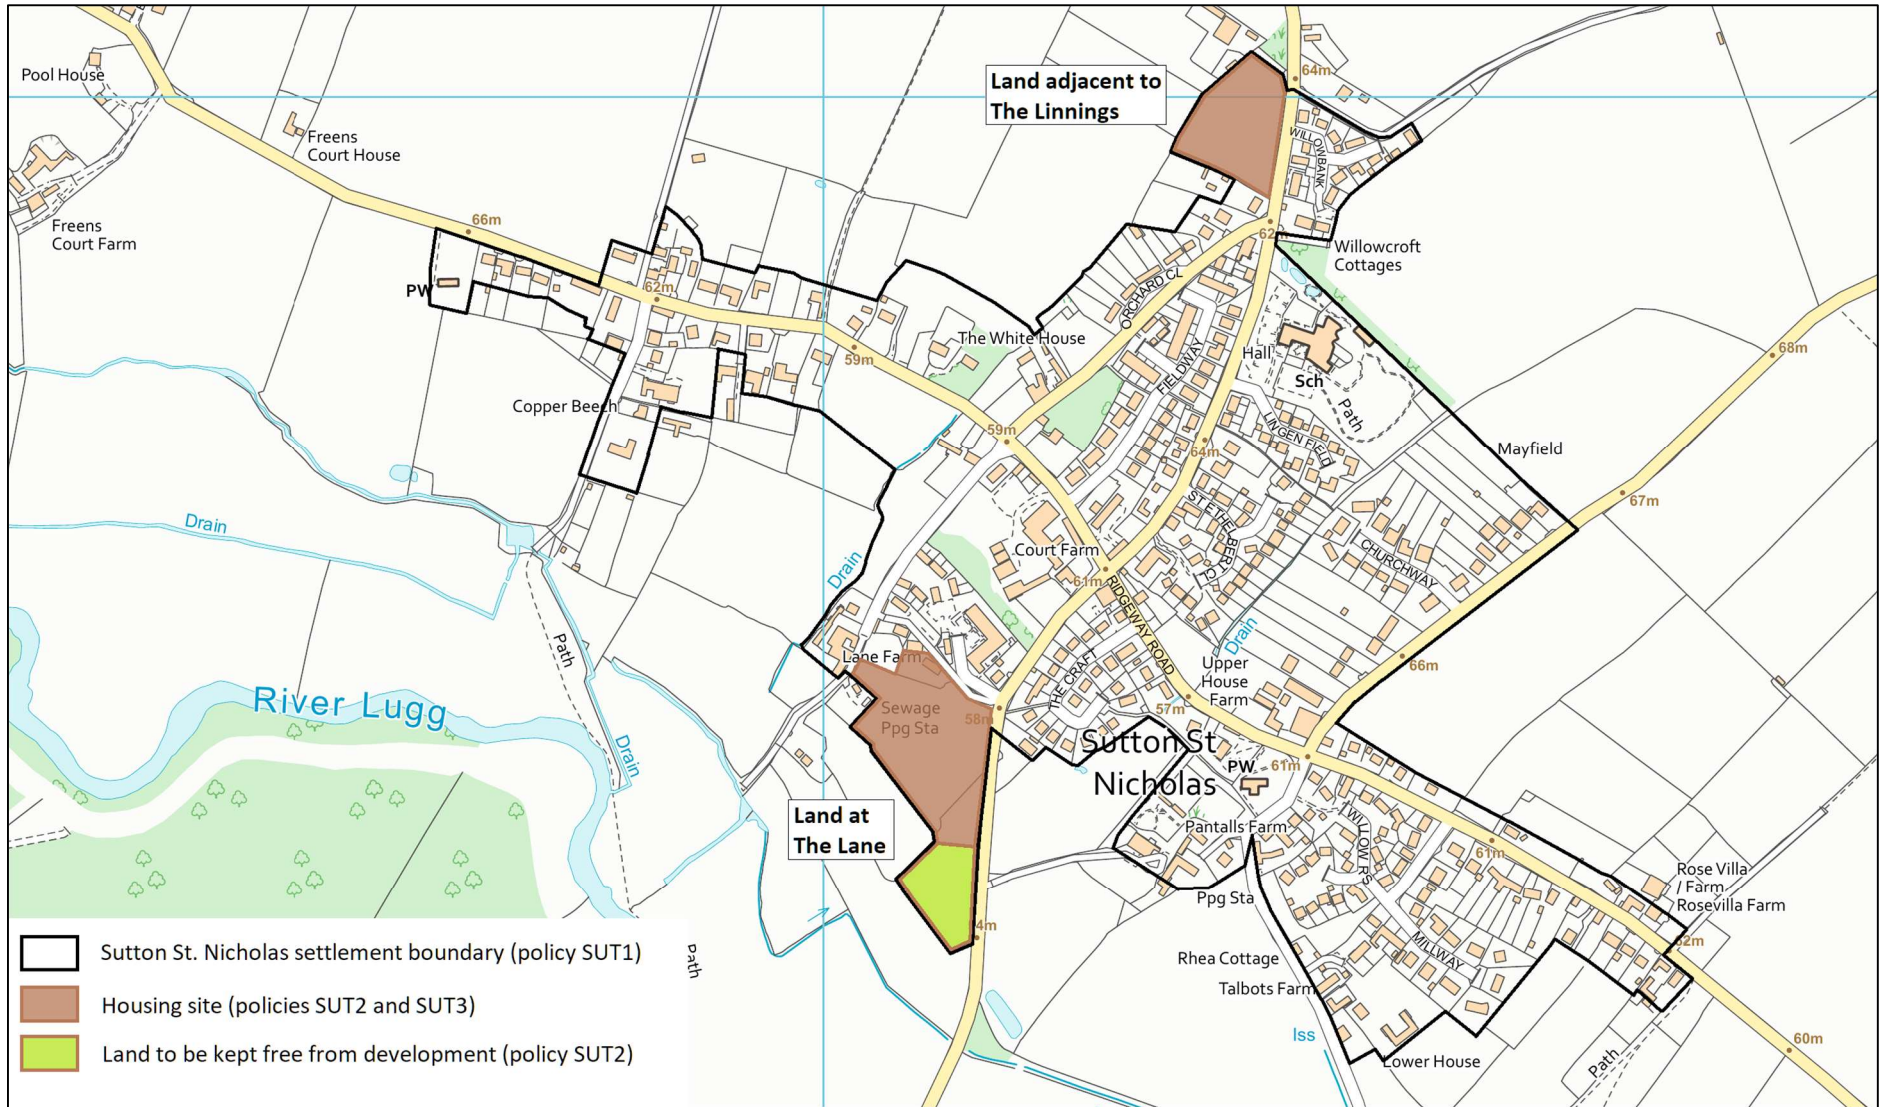 Pool House
Freens
Court House
Freens
Court Farm
66m
PW
62m
Copper Beech
59m
The White House
59m
Land adjacent to
The Linnings
64m
WILLOWBANK
62m
Willowcroft
Cottages
ORCHARD CL
FIELDWAY
Hall
Sch
Path
LINGEN FIELD
64m
Mayfield
68m
67m
ST ETHELBERT CL
CHURCHWAY
Court Farm
61m
RIDGEWAY ROAD
Drain
Drain
Drain
Path
River Lugg
Drain
Lane Farm
Sewage
Ppg Sta
58m
THE CRAFT
57m
Upper
House
Farm
66m
Sutton St
Nicholas
PW
61m
Land at
The Lane
Pantalls Farm
WILLOW RS
61m
Ppg Sta
Rose Villa
/ Farm
Rosevilla Farm
4m
52m
MILLWAY
Rhea Cottage
Talbots Farm
Iss
Lower House
Path
60m
Path
Sutton St. Nicholas settlement boundary (policy SUT1)
Housing site (policies SUT2 and SUT3)
Land to be kept free from development (policy SUT2)